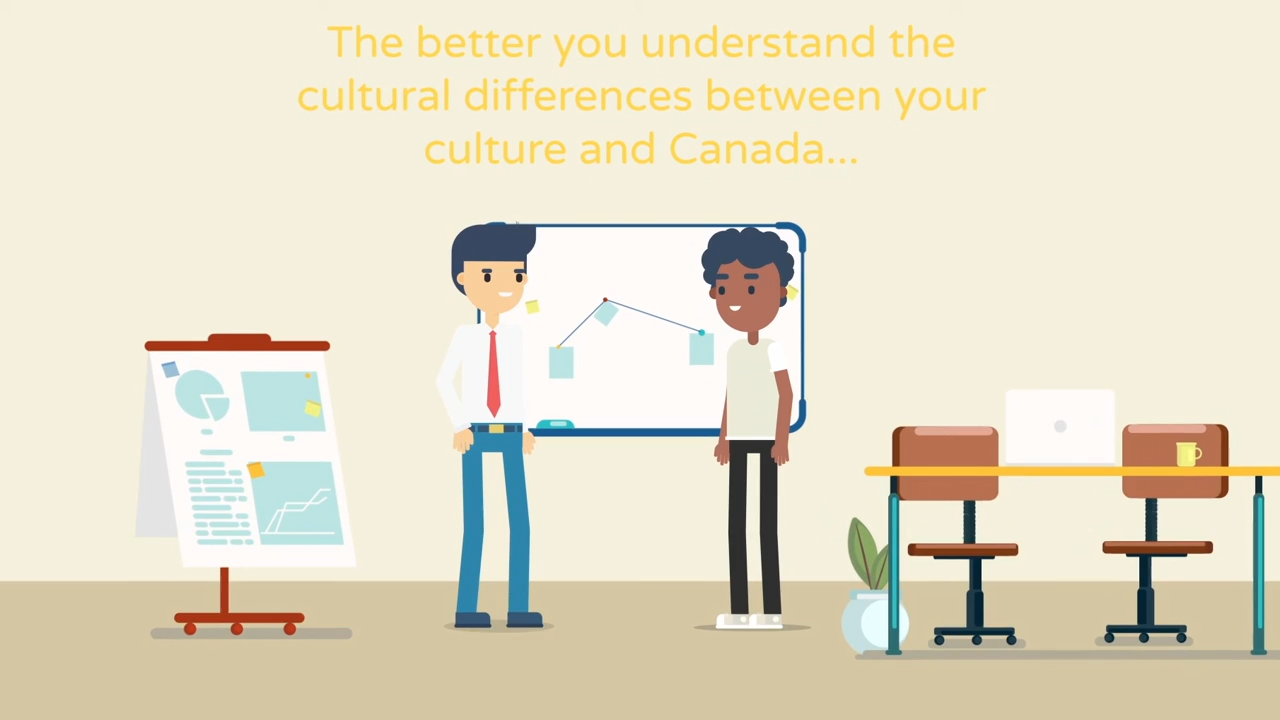 The better you understand the
cultural differences between your
culture and Canada...